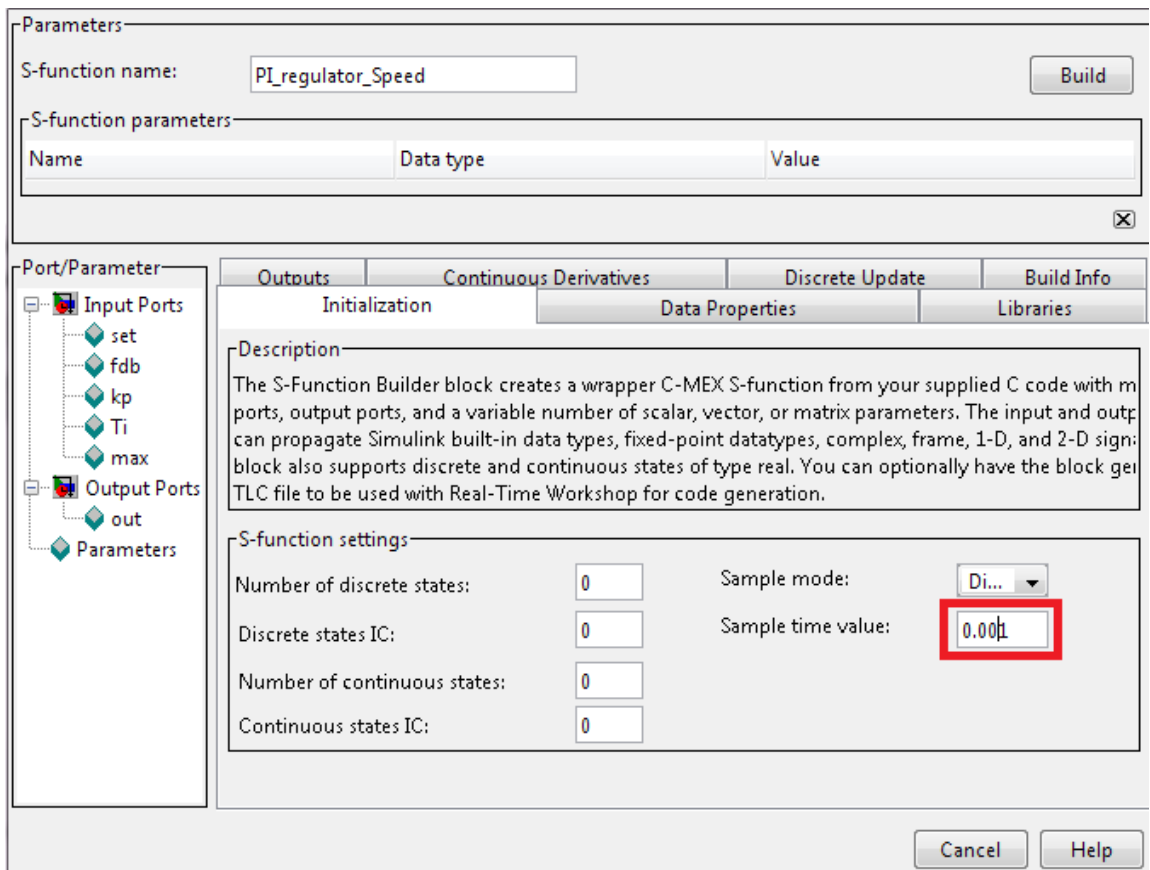 Parameters
S-function name: PI_regulator_Speed Build
S-function parameters
Name Data type Value
Port/Parameter
Input Ports
set
fdb
kp
Ti
max
Output Ports
out
Parameters
Outputs Continuous Derivatives Discrete Update Build Info
Initialization Data Properties Libraries
Description
The S-Function Builder block creates a wrapper C-MEX S-function from your supplied C code with m
ports, output ports, and a variable number of scalar, vector, or matrix parameters. The input and outp
can propagate Simulink built-in data types, fixed-point datatypes, complex, frame, 1-D, and 2-D sign
block also supports discrete and continuous states of type real. You can optionally have the block gei
TLC file to be used with Real-Time Workshop for code generation.
S-function settings
Number of discrete states: 0 Sample mode: Di...
Discrete states IC: 0 Sample time value: 0.001
Number of continuous states: 0
Continuous states IC: 0
Cancel Help